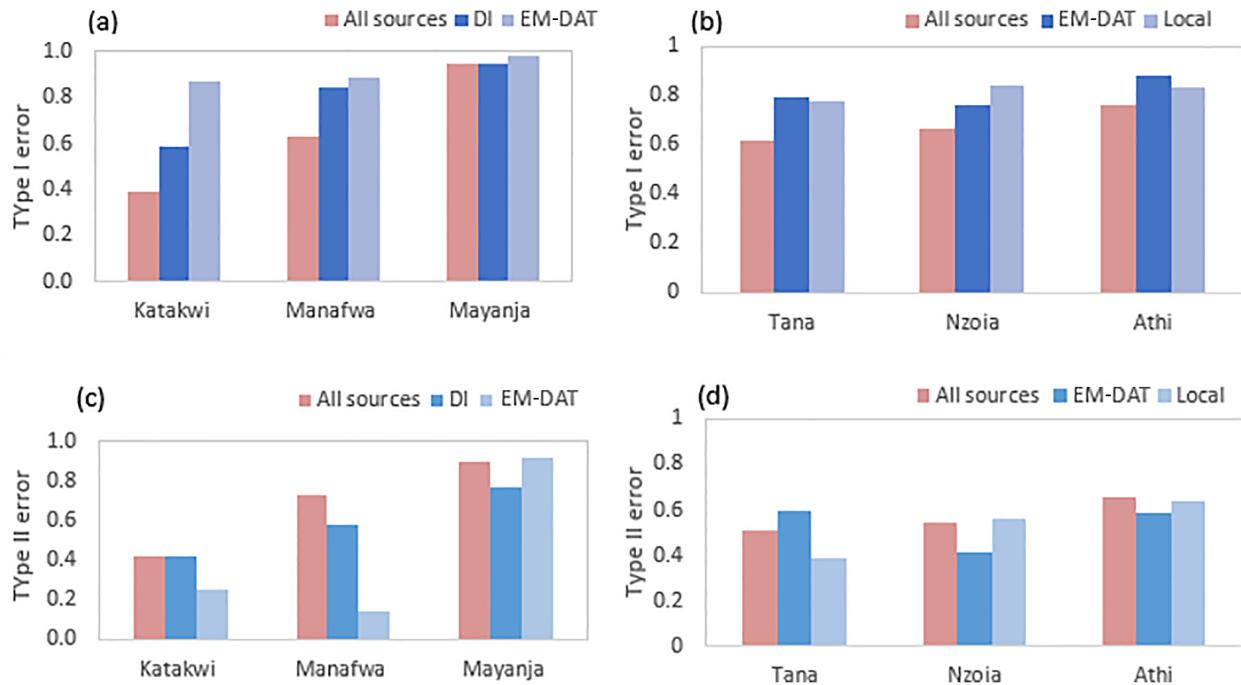 (a)
All sources DI EM-DAT
TYpe I error
1.0
0.8
0.6
0.4
0.2
0.0
Katakwi Manafwa Mayanja
(b)
All sources EM-DAT Local
Type I error
1
0.8
0.6
0.4
0.2
0
Tana Nzoia Athi
(c)
All sources DI EM-DAT
TYpe II error
1.0
0.8
0.6
0.4
0.2
0.0
Katakwi Manafwa Mayanja
(d)
All sources EM-DAT Local
Type II error
1
0.8
0.6
0.4
0.2
0
Tana Nzoia Athi